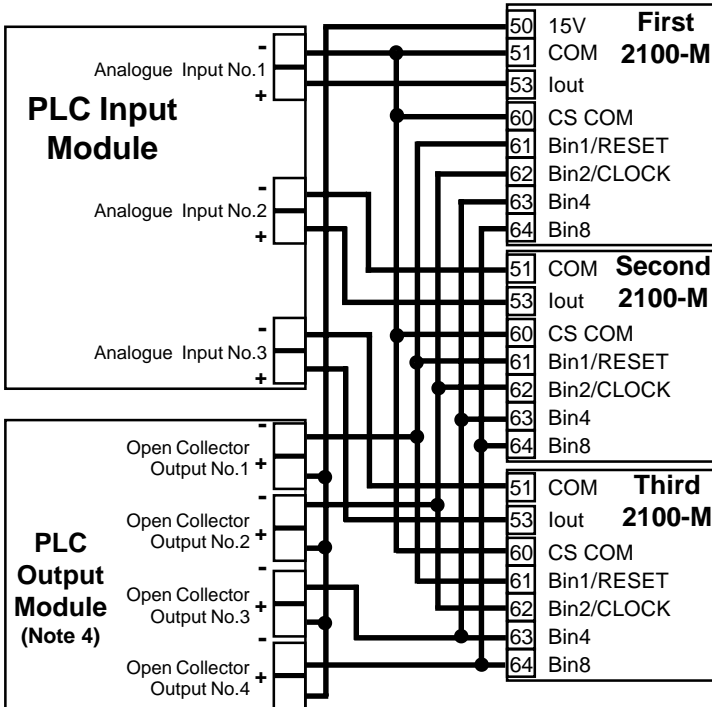 -
Analogue Input No.1
+
PLC Input
Module
-
Analogue Input No.2
+
-
Analogue Input No.3
+
-
Open Collector
Output No.1 +
-
Open Collector
Output No.2 +
PLC
Output
Module
(Note 4)
-
Open Collector
Output No.3 +
-
Open Collector
Output No.4 +
50 15V First
51 COM 2100-M
53 Iout
60 CS COM
61 Bin1/RESET
62 Bin2/CLOCK
63 Bin4
64 Bin8
51 COM Second
53 Iout 2100-M
60 CS COM
61 Bin1/RESET
62 Bin2/CLOCK
63 Bin4
64 Bin8
51 COM Third
53 Iout 2100-M
60 CS COM
61 Bin1/RESET
62 Bin2/CLOCK
63 Bin4
64 Bin8